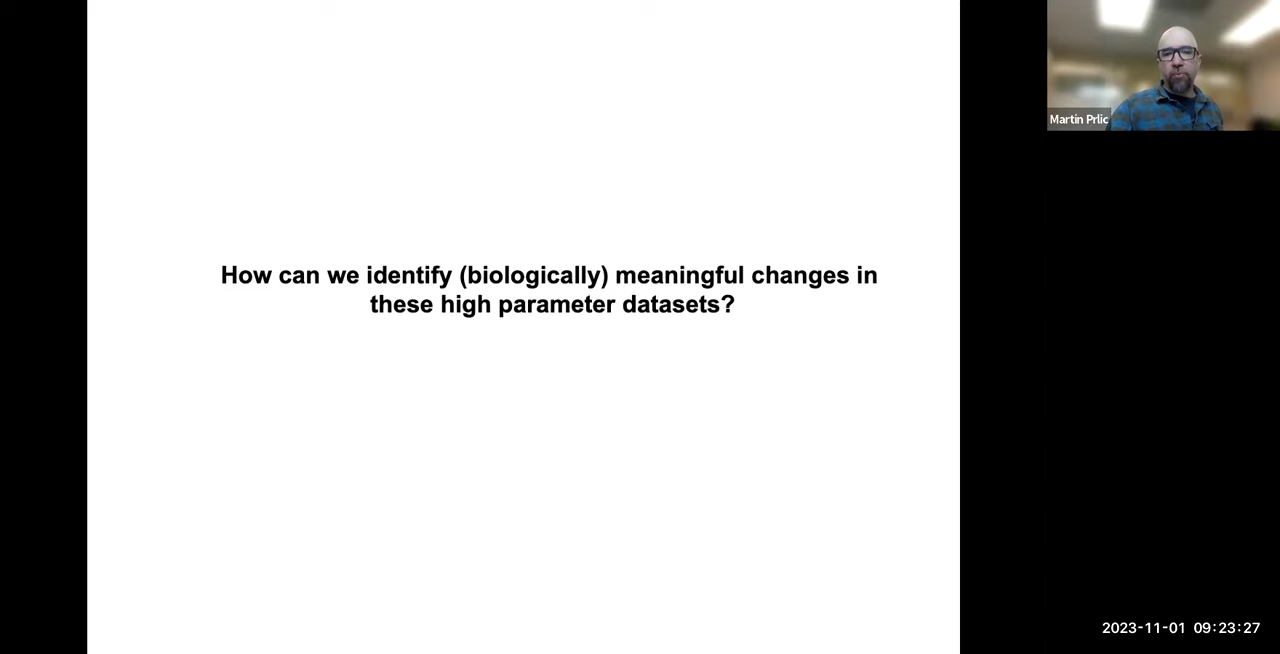 How can we identify (biologically) meaningful changes in
these high parameter datasets?
Martin Prlic
2023-11-01 09:23:27